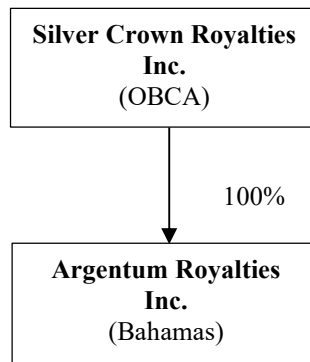 Silver Crown Royalties
Inc.
(OBCA)
100%
Argentum Royalties
Inc.
(Bahamas)